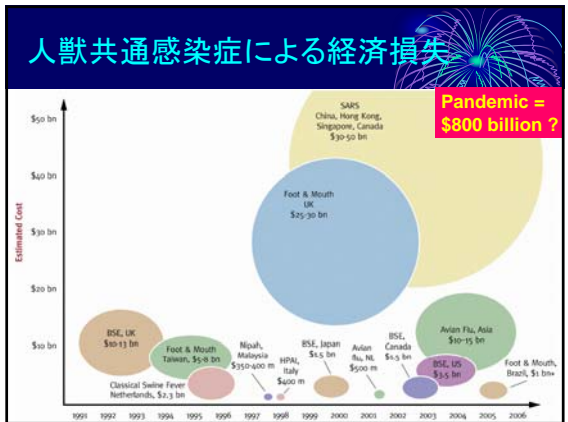 人獣共通感染症による経済損失
Pandemic =
$800 billion ?
$50 bn
$40 bn
$30 bn
$20 bn
$10 bn
Estimated Cost
SARS
China, Hong Kong,
Singapore, Canada
$30-50 bn
Foot & Mouth
UK
$25-30 bn
BSE, UK
$10-13 bn
Foot & Mouth
Taiwan, $5-8 bn
Classical Swine Fever
Netherlands, $2.3 bn
Nipah,
Malaysia
$350-400 m
HPAI,
Italy
$400 m
BSE, Japan
$1.5 bn
Avian
flu, NL
$500 m
BSE,
Canada
$1.5 bn
Avian Flu, Asia
$10-15 bn
BSE, US
$3.5 bn
Foot & Mouth,
Brazil, $1 bn+
1991 1992 1993 1994 1995 1996 1997 1998 1999 2000 2001 2002 2003 2004 2005 2006